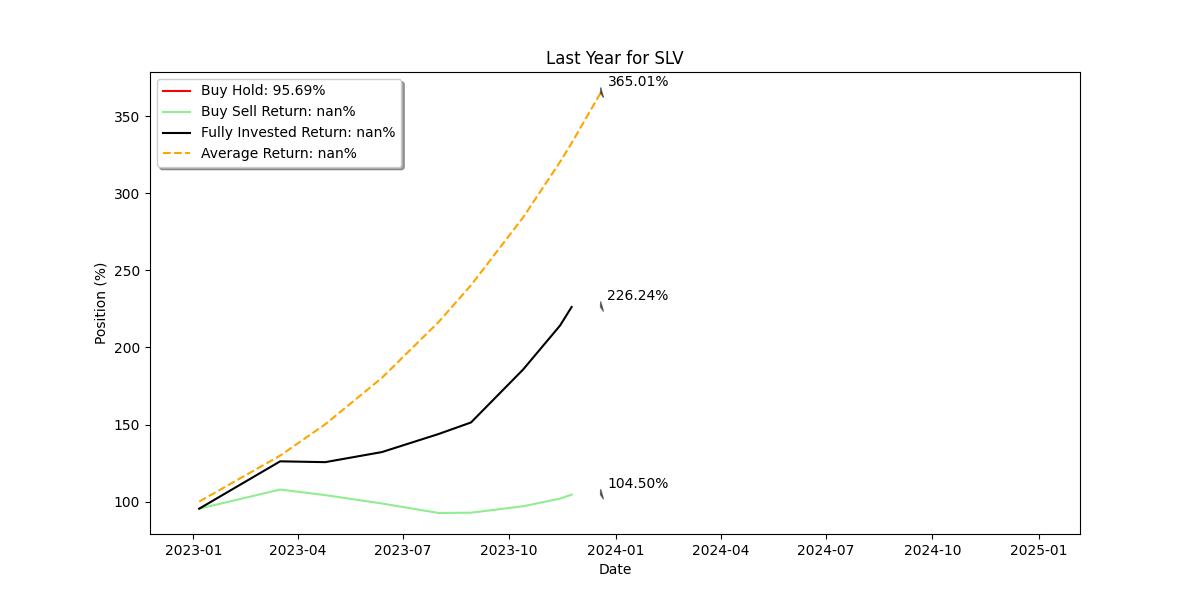 Last Year for SLV
365.01%
Buy Hold: 95.69%
Buy Sell Return: nan%
Fully Invested Return: nan%
Average Return: nan%
226.24%
104.50%
350
300
250
200
150
100
Position (%)
2023-01 2023-04 2023-07 2023-10 2024-01 2024-04 2024-07 2024-10 2025-01
Date